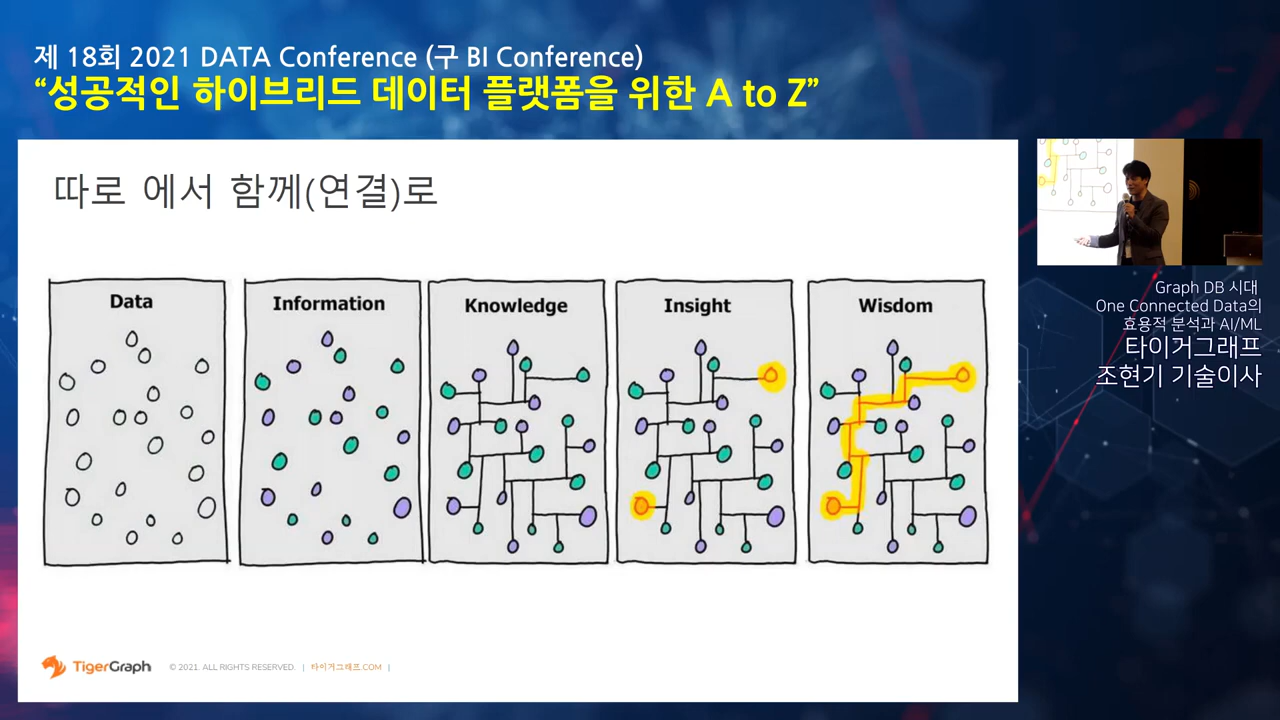 제 18회 2021 DATA Conference (구 BI Conference)
“성공적인 하이브리드 데이터 플랫폼을 위한 A to Z”
따로 에서 함께(연결)로
Data
Information
Knowledge
Insight
Wisdom
TigerGraph
© 2021. ALL RIGHTS RESERVED. | 타이거그래프.COM |
Graph DB 시대
One Connected Data의
효용적 분석과 AI/ML
타이거그래프
조현기 기술이사